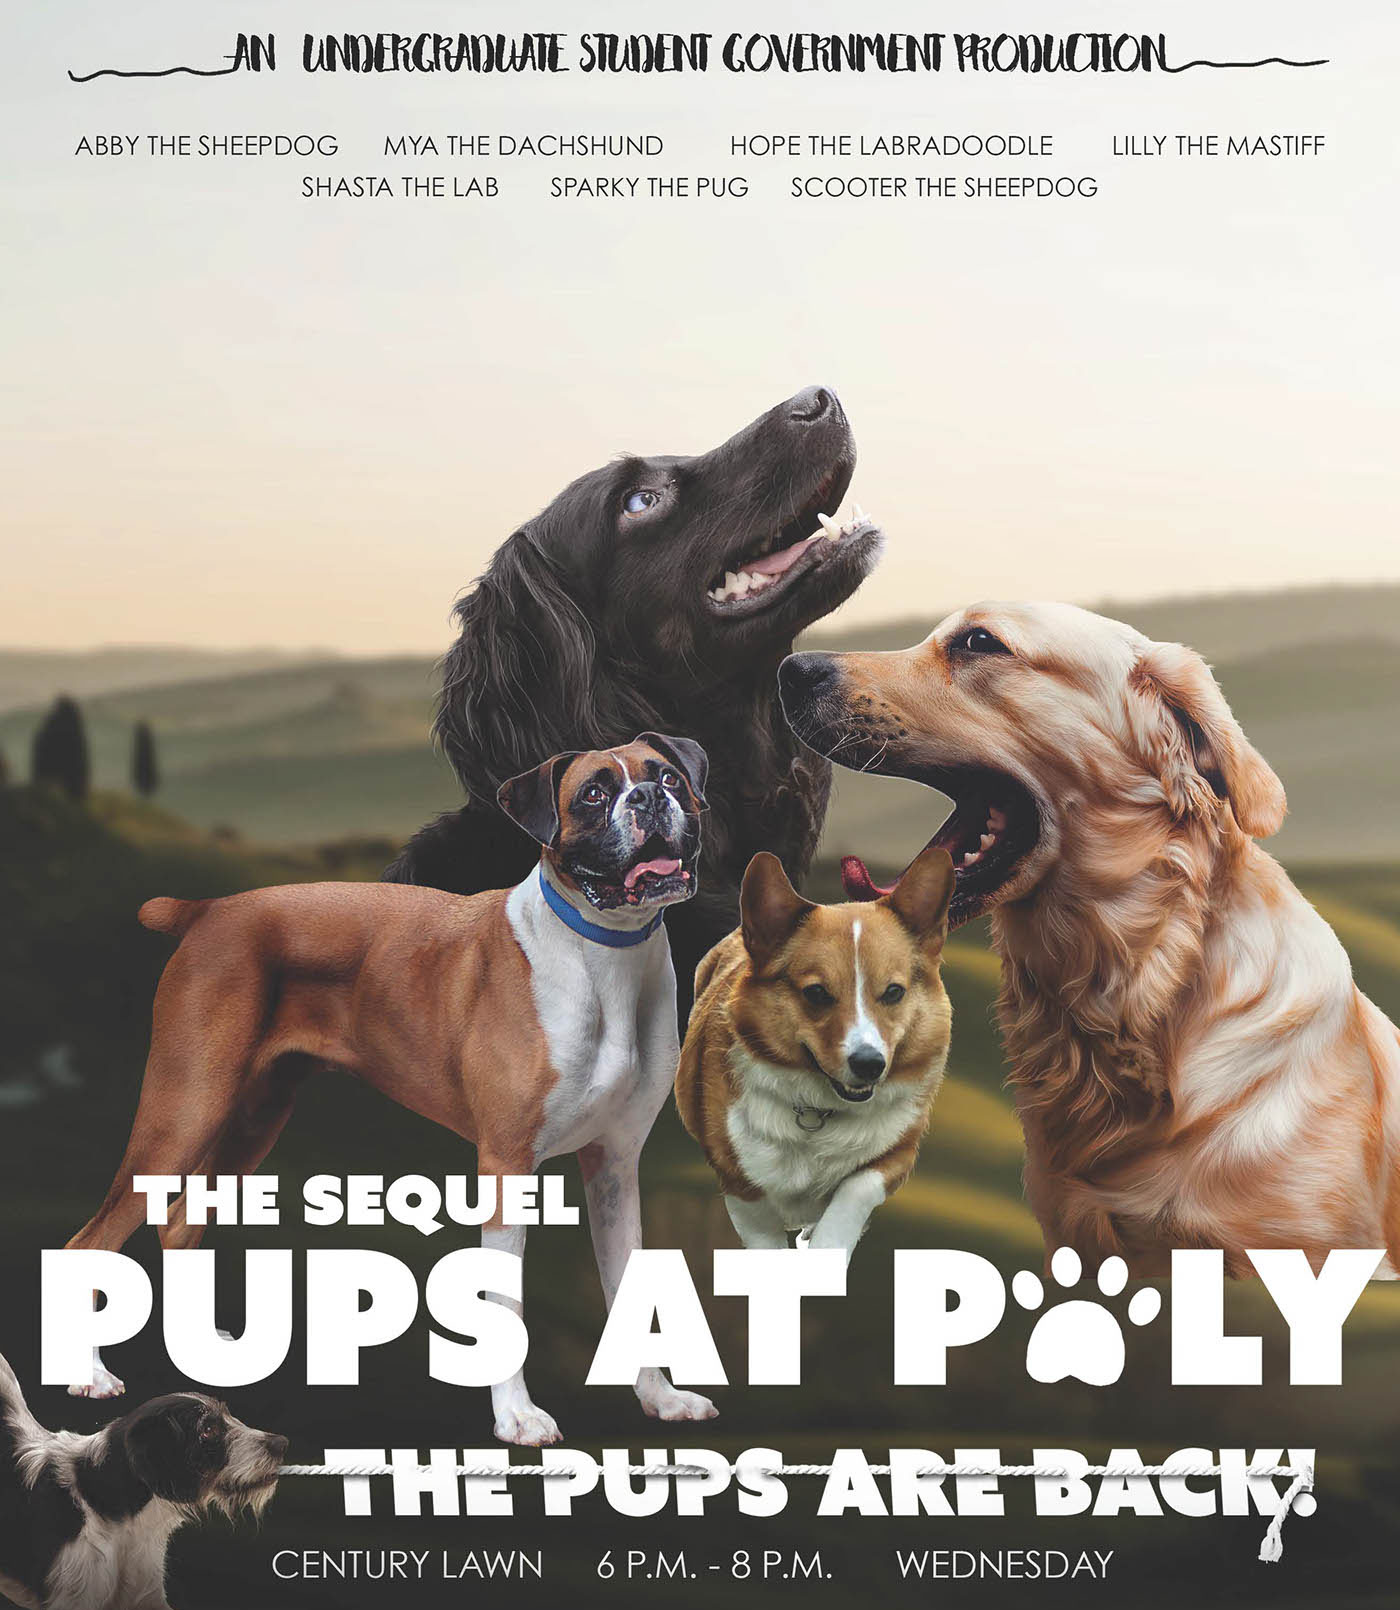 AN UNDERGRADUATE STUDENT GOVERNMENT PRODUCTION
ABBY THE SHEEPDOG MYA THE DACHSHUND HOPE THE LABRADOODLE LILLY THE MASTIFF
SHASTA THE LAB SPARKY THE PUG SCOOTER THE SHEEPDOG
THE SEQUEL
PUPS AT POLY
THE PUPS ARE BACK!
CENTURY LAWN 6 P.M. - 8 P.M. WEDNESDAY